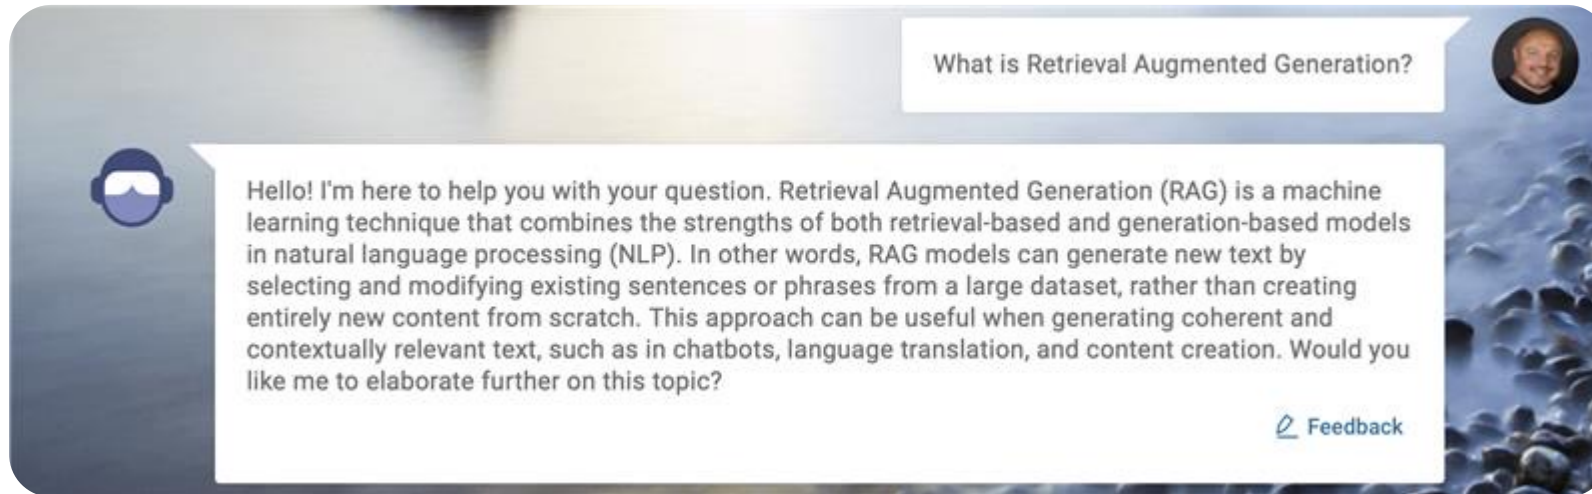 What is Retrieval Augmented Generation?
Hello! I'm here to help you with your question. Retrieval Augmented Generation (RAG) is a machine
learning technique that combines the strengths of both retrieval-based and generation-based models
in natural language processing (NLP). In other words, RAG models can generate new text by
selecting and modifying existing sentences or phrases from a large dataset, rather than creating
entirely new content from scratch. This approach can be useful when generating coherent and
contextually relevant text, such as in chatbots, language translation, and content creation. Would you
like me to elaborate further on this topic?
Feedback